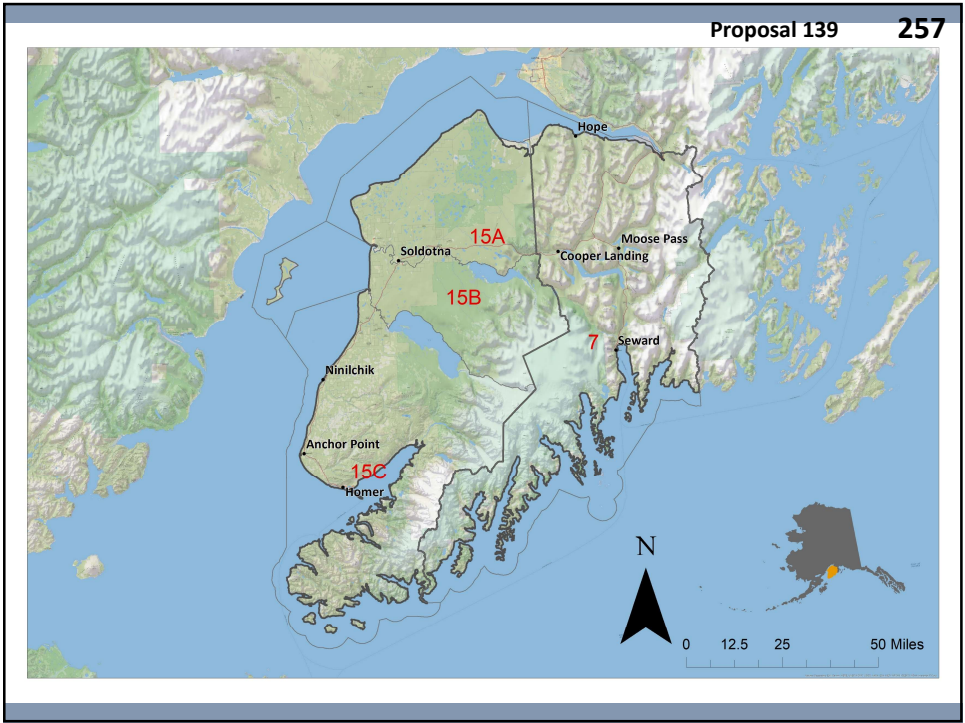 Proposal 139 257
Hope
15A
Moose Pass
Soldotna
Cooper Landing
15B
7
Seward
Ninilchik
Anchor Point
15C
Homer
N
0 12.5 25 50 Miles